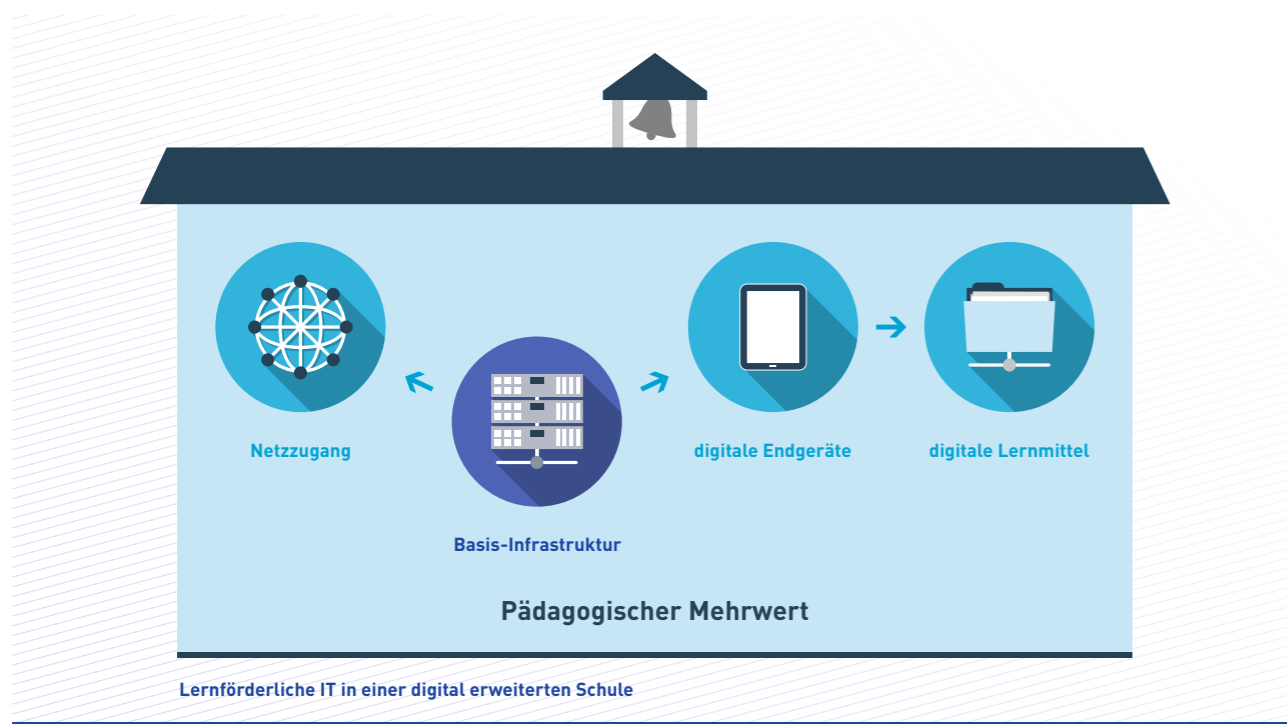 Netzzugang
Basis-Infrastruktur
digitale Endgeräte
digitale Lernmittel
Pädagogischer Mehrwert
Lernförderliche IT in einer digital erweiterten Schule